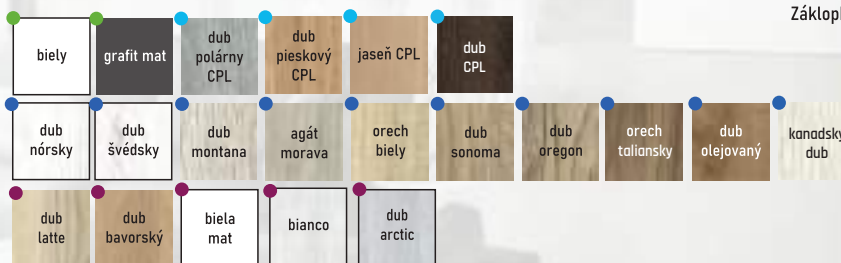 Záklopk
biely
grafit mat
dub
polárny
CPL
dub
pieskový
CPL
jaseň CPL
dub
CPL
dub
nórsky
dub
švédsky
dub
montana
agát
morava
orech
biely
dub
sonoma
dub
oregon
orech
taliansky
dub
olejovaný
kanadský
dub
dub
latte
dub
bavorský
biela
mat
bianco
dub
arctic